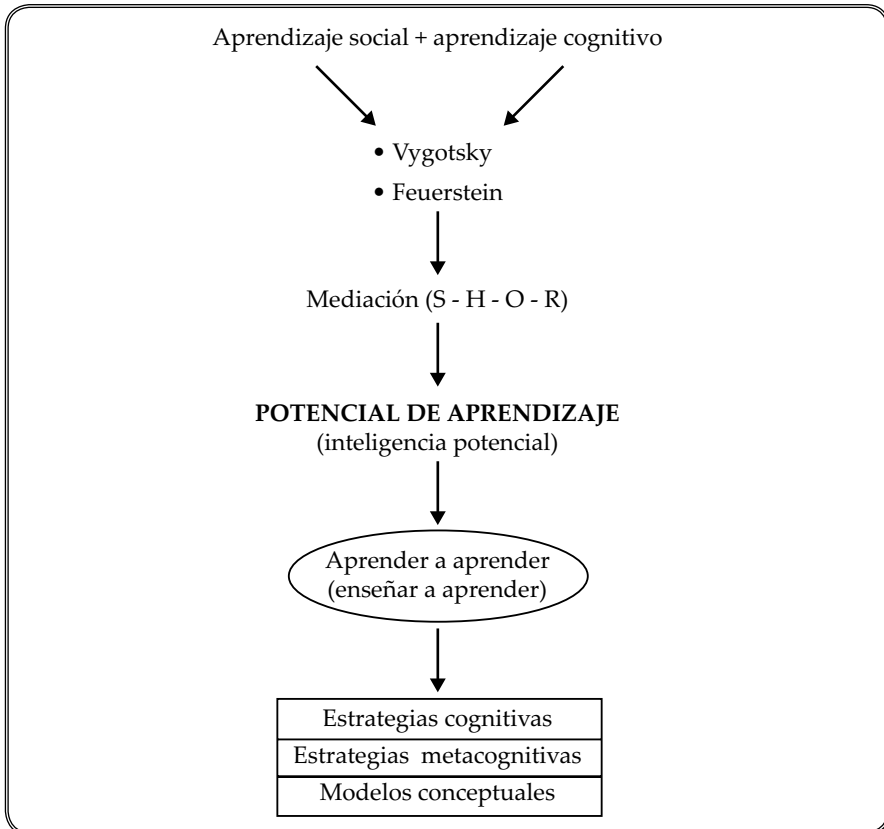 Aprendizaje social + aprendizaje cognitivo
• Vygotsky
• Feuerstein
Mediación (S - H - O - R)
POTENCIAL DE APRENDIZAJE
(inteligencia potencial)
Aprender a aprender
(enseñar a aprender)
Estrategias cognitivas
Estrategias metacognitivas
Modelos conceptuales